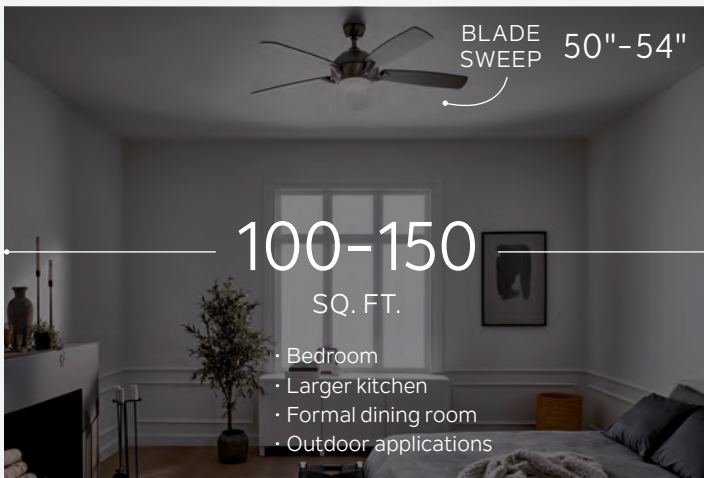 BLADE
SWEEP
50"-54"
100-150
SQ. FT.
· Bedroom
· Larger kitchen
· Formal dining room
· Outdoor applications